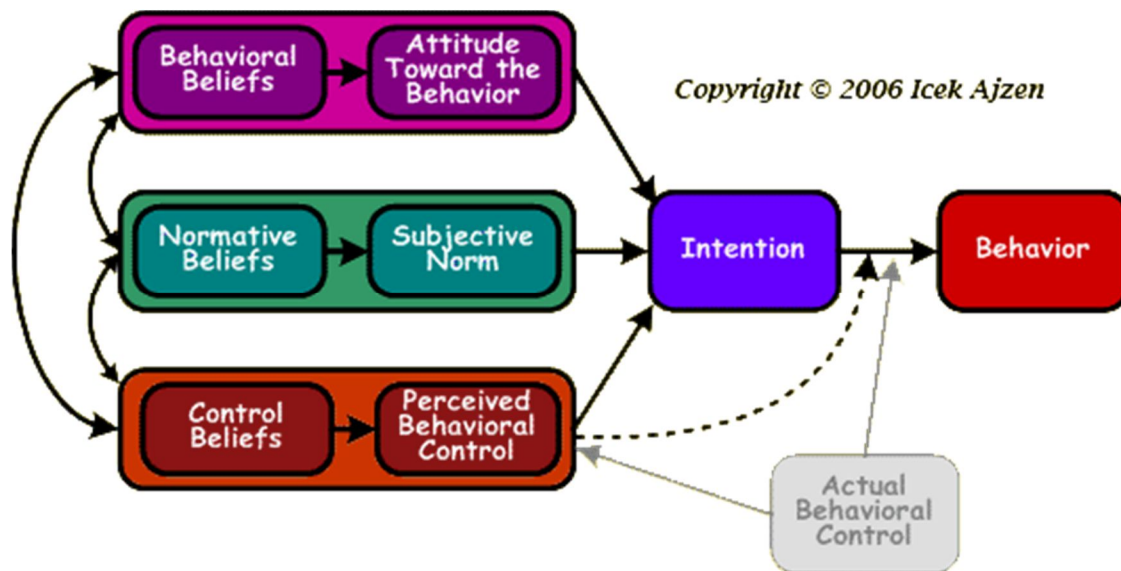 Behavioral
Beliefs
Attitude
Toward the
Behavior
Copyright © 2006 Icek Ajzen
Normative
Beliefs
Subjective
Norm
Intention
Behavior
Control
Beliefs
Perceived
Behavioral
Control
Actual
Behavioral
Control